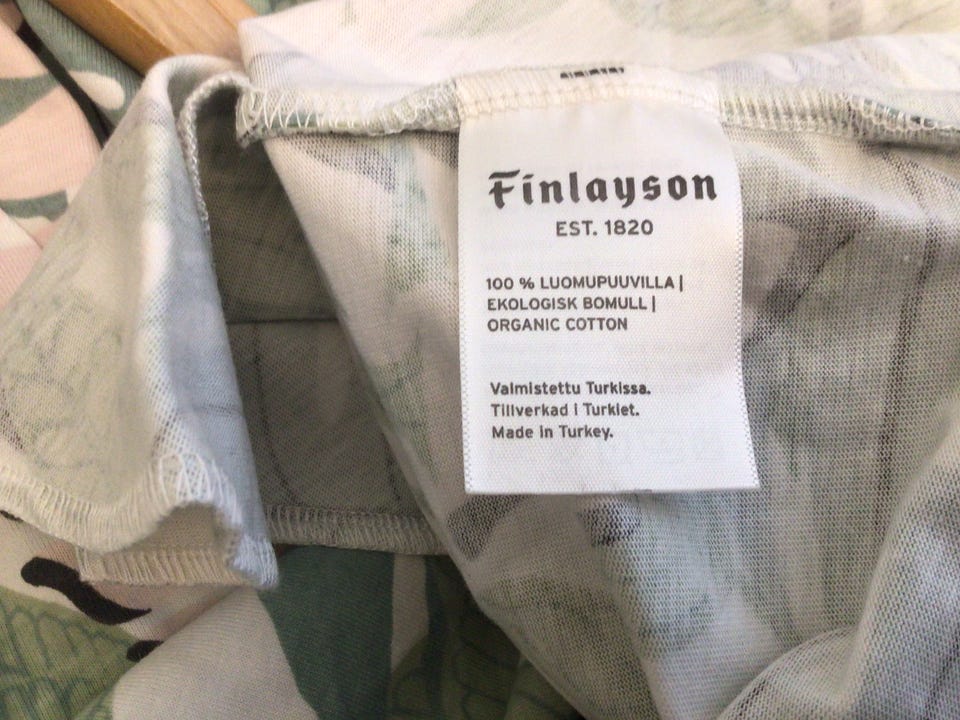 Finlayson
EST. 1820
100 % LUOMUPUUVILLA |
EKOLOGISK BOMULL |
ORGANIC COTTON
Valmistettu Turkissa.
Tillverkad i Turkiet.
Made in Turkey.